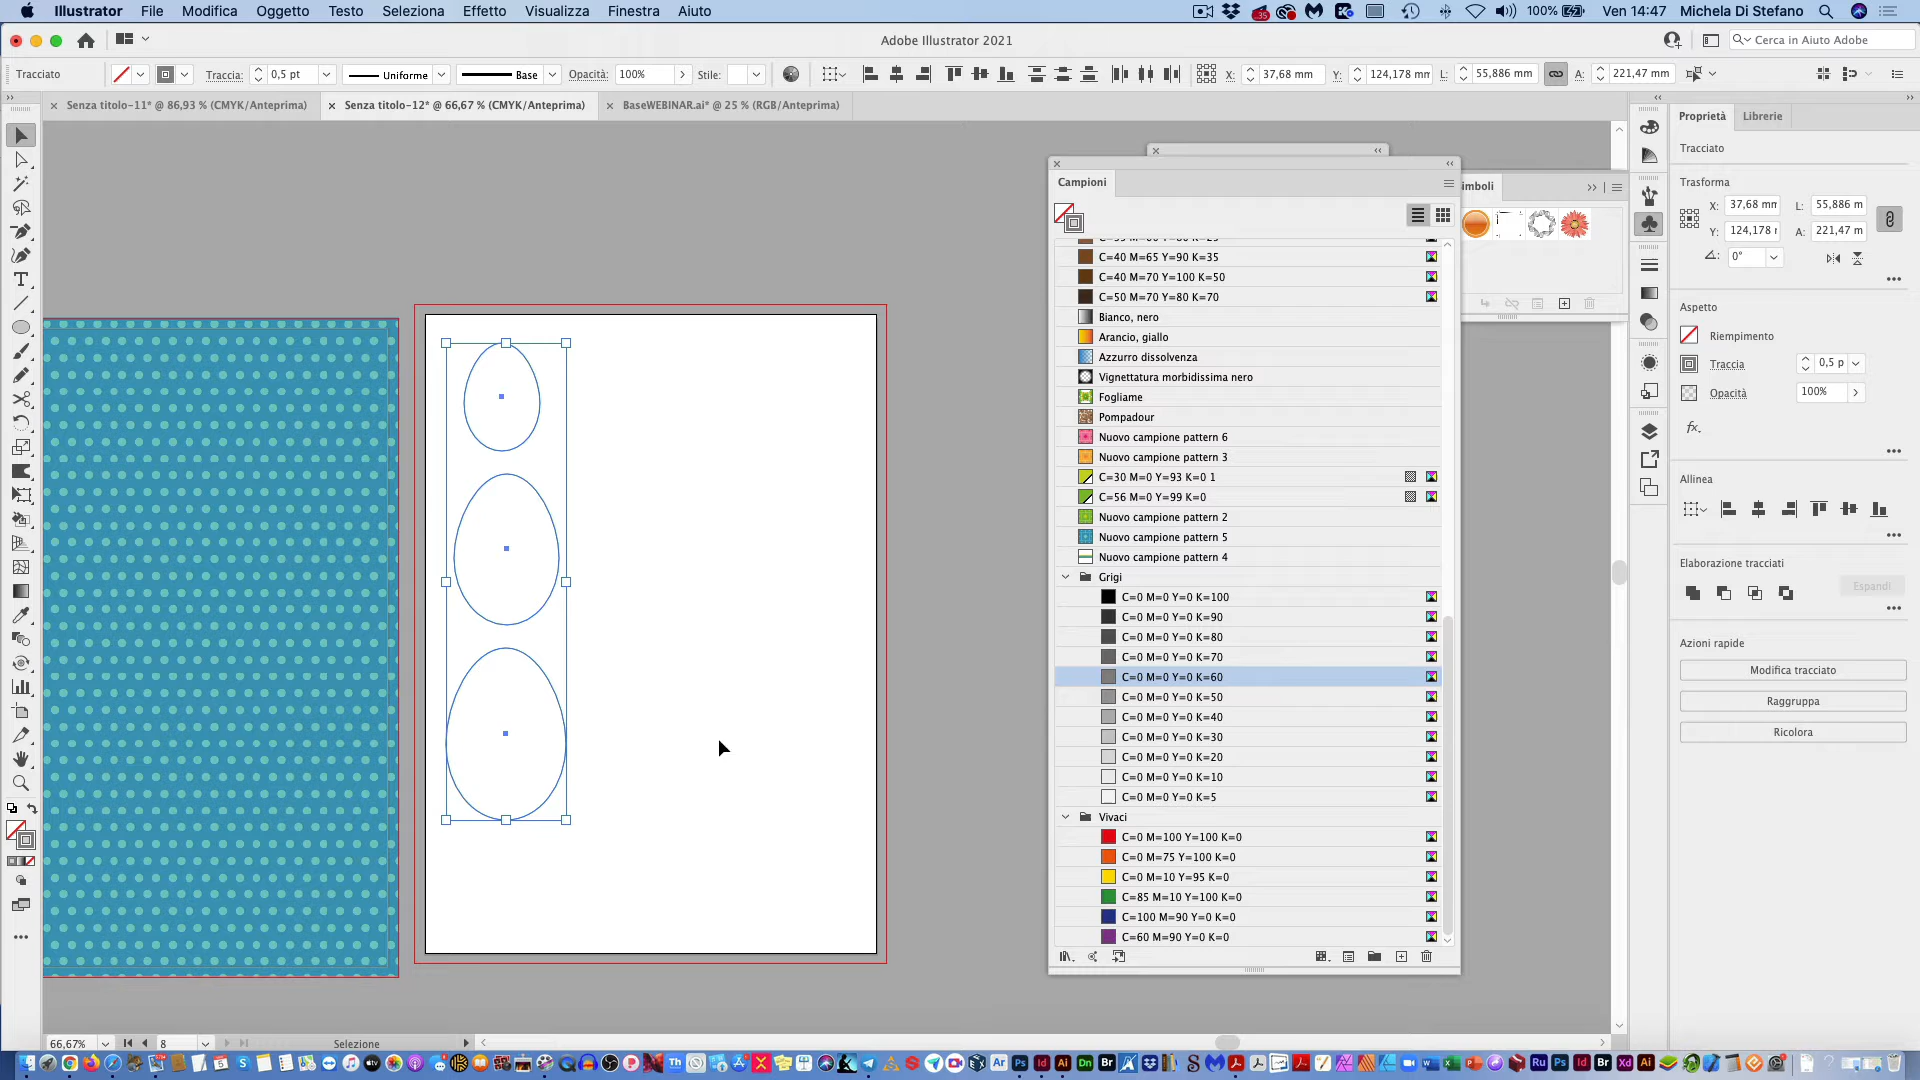 Illustrator File Modifica Oggetto Testo Seleziona Effetto Visualizza Finestra Aiuto 35 100% Ven 14:47 Michela Di Stefano
Adobe Illustrator 2021 Cerca in Aiuto Adobe
Tracciato Traccia: 0,5 pt Uniforme Base Opacità: 100% Stile: X: 37,68 mm Y: 124,178 mm L: 55,886 mm A: 221,47 mm
Senza titolo-11* @ 86,93 % (CMYK/Anteprima) Senza titolo-12* @ 66,67 % (CMYK/Anteprima) BaseWEBINAR.ai* @ 25 % (RGB/Anteprima)
Proprietà Librerie
Tracciato
Trasforma
X: 37,68 mm L: 55,886 m
Y: 124,178 r A: 221,47 m
0°
Aspetto
Riempimento
Traccia 0,5 p
Opacità 100%
fx.
Allinea
Elaborazione tracciati
Espandi
Azioni rapide
Modifica tracciato
Raggruppa
Ricolora
Campioni
imboli
C=40 M=65 Y=90 K=35
C=40 M=70 Y=100 K=50
C=50 M=70 Y=80 K=70
Bianco, nero
Arancio, giallo
Azzurro dissolvenza
Vignettatura morbidissima nero
Fogliame
Pompadour
Nuovo campione pattern 6
Nuovo campione pattern 3
C=30 M=0 Y=93 K=0 1
C=56 M=0 Y=99 K=0
Nuovo campione pattern 2
Nuovo campione pattern 5
Nuovo campione pattern 4
Grigi
C=0 M=0 Y=0 K=100
C=0 M=0 Y=0 K=90
C=0 M=0 Y=0 K=80
C=0 M=0 Y=0 K=70
C=0 M=0 Y=0 K=60
C=0 M=0 Y=0 K=50
C=0 M=0 Y=0 K=40
C=0 M=0 Y=0 K=30
C=0 M=0 Y=0 K=20
C=0 M=0 Y=0 K=10
C=0 M=0 Y=0 K=5
Vivaci
C=0 M=100 Y=100 K=0
C=0 M=75 Y=100 K=0
C=0 M=10 Y=95 K=0
C=85 M=10 Y=100 K=0
C=100 M=90 Y=0 K=0
C=60 M=90 Y=0 K=0
66,67% 8 Selezione